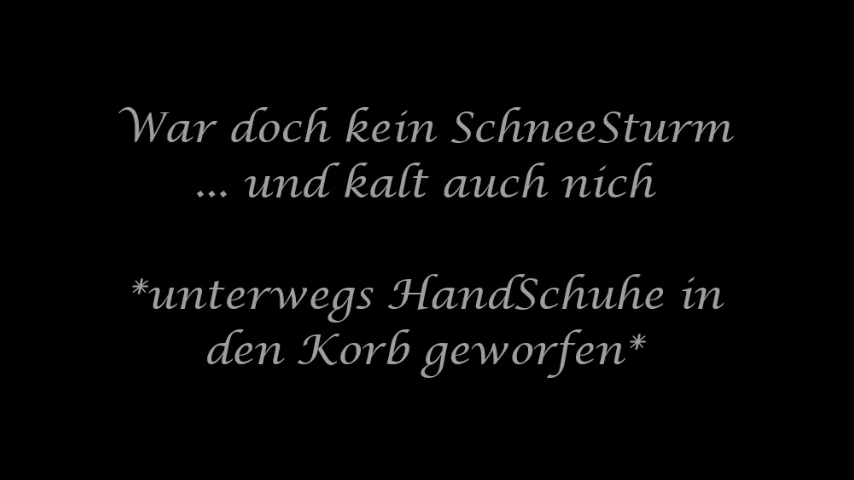 War doch kein SchneeSturm
... und kalt auch nich
*unterwegs HandSchuhe in
den Korb geworfen*